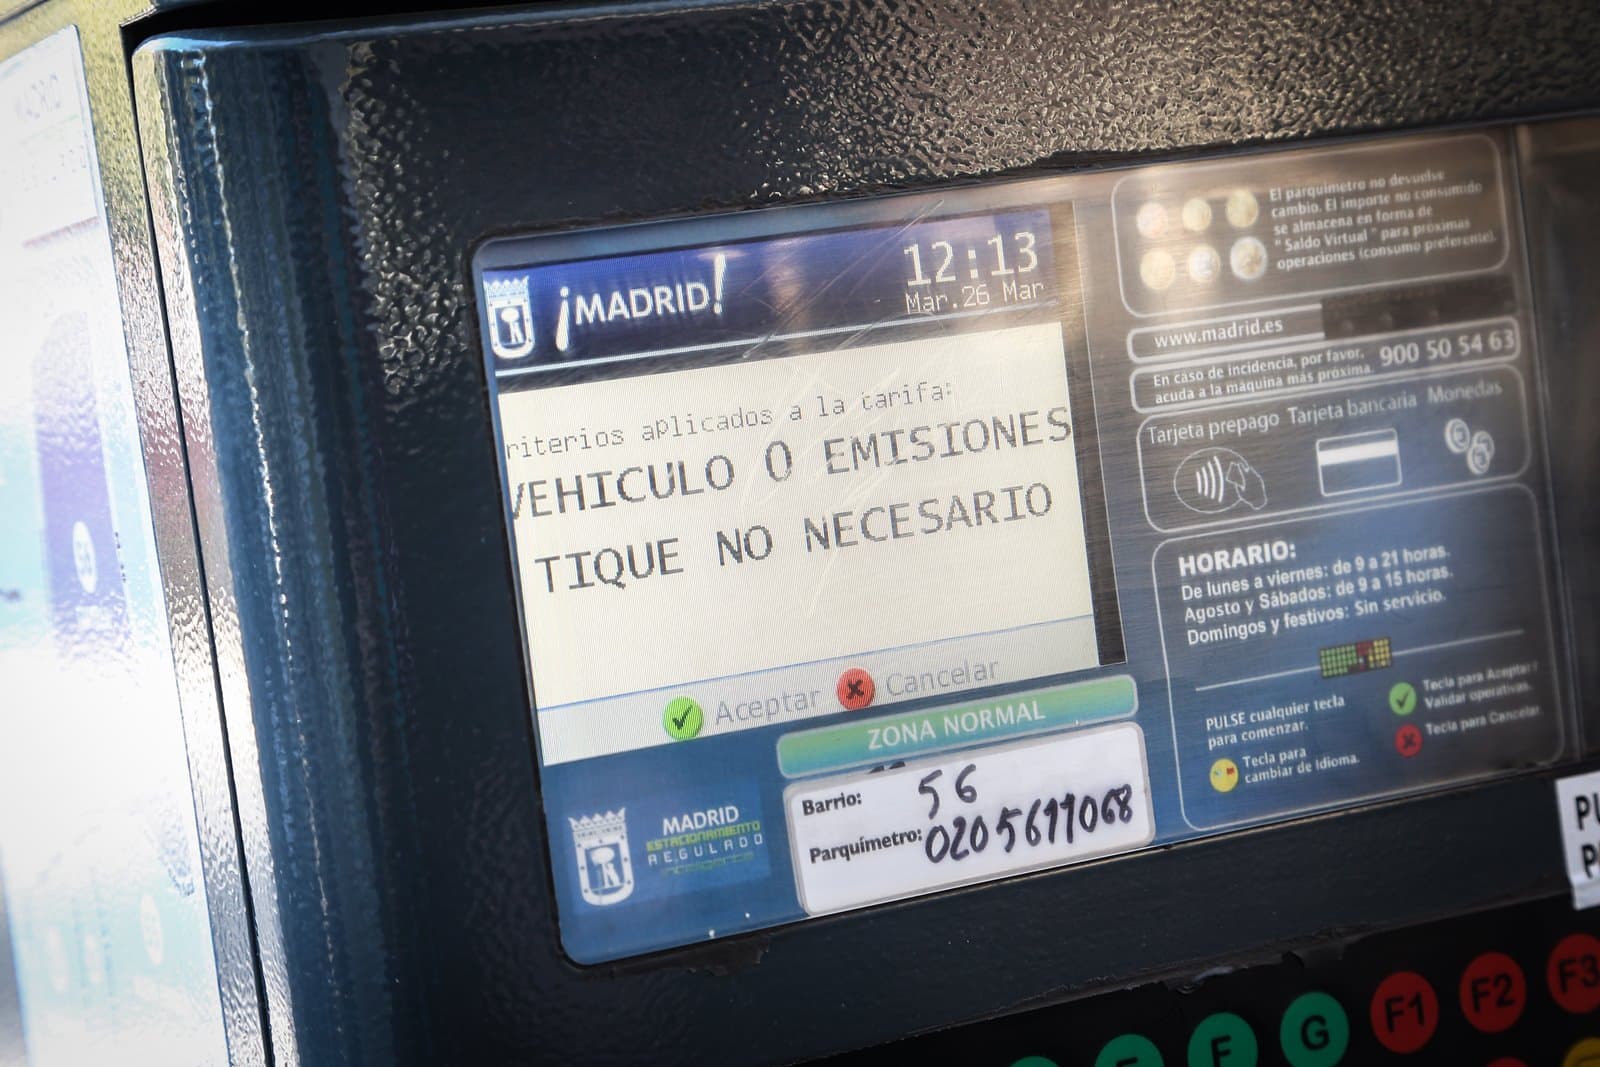 MADRID
¡MADRID!
12:13
Mar.26 Mar
riterios aplicados a la tarifa:
VEHICULO 0 EMISIONES
TIQUE NO NECESARIO
Aceptar
Cancelar
ZONA NORMAL
MADRID
ESTACIONAMIENTO
REGULADO
inteligente
Barrio: 56
Parquímetro: 0205611068
El parquímetro no devuelve
cambio. El importe no consumido
se almacena en forma de
" Saldo Virtual " para próximas
operaciones (consumo preferente).
www.madrid.es
En caso de incidencia, por favor,
acuda a la máquina más próxima.
900 50 54 63
Tarjeta prepago
Tarjeta bancaria
Monedas
HORARIO:
De lunes a viernes: de 9 a 21 horas.
Agosto y Sábados: de 9 a 15 horas.
Domingos y festivos: Sin servicio.
PULSE cualquier tecla
para comenzar.
Tecla para
cambiar de Idioma.
Tecla para Aceptar /
Validar operativas.
Tecla para Cancelar.
PU
P
E
F
G
F1
F2
F3